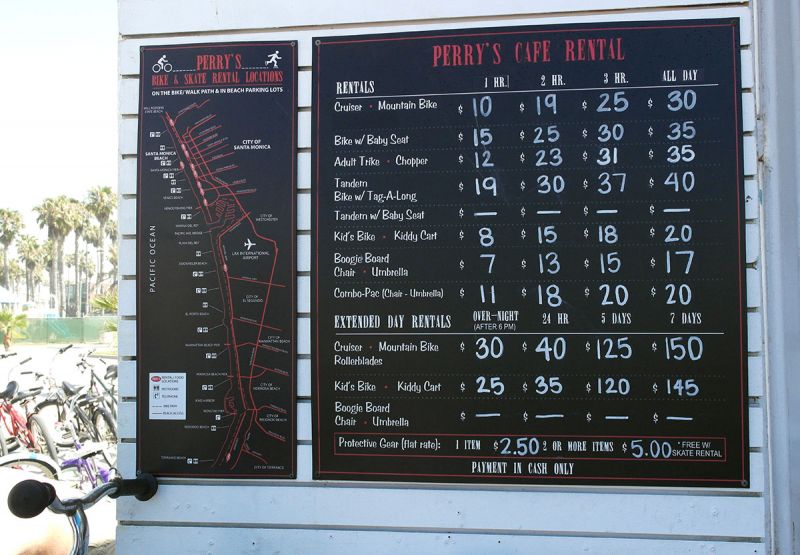 PERRY'S
BIKE & SKATE RENTAL LOCATIONS
ON THE BIKE/WALK PATH & IN BEACH PARKING LOTS
CITY OF
SANTA MONICA
SANTA MONICA
BEACH
PACIFIC OCEAN
LAX INTERNATIONAL
AIRPORT
CITY OF
EL SEGUNDO
CITY OF TORRANCE
PERRY'S CAFE RENTAL
RENTALS 1 HR. 2 HR. 3 HR. ALL DAY
Cruiser • Mountain Bike $ 10 $ 19 $ 25 $ 30
Bike w/ Baby Seat $ 15 $ 25 $ 30 $ 35
Adult Trike • Chopper $ 12 $ 23 $ 31 $ 35
Tandem
Bike w/ Tag-A-Long $ 19 $ 30 $ 37 $ 40
Tandem w/ Baby Seat $ — $ — $ — $ —
Kid's Bike • Kiddy Cart $ 8 $ 15 $ 18 $ 20
Boogie Board
Chair • Umbrella $ 7 $ 13 $ 15 $ 17
Combo-Pac (Chair - Umbrella) $ 11 $ 18 $ 20 $ 20
EXTENDED DAY RENTALS OVER-NIGHT (AFTER 6 PM) 24 HR 5 DAYS 7 DAYS
Cruiser • Mountain Bike
Rollerblades $ 30 $ 40 $ 125 $ 150
Kid's Bike • Kiddy Cart $ 25 $ 35 $ 120 $ 145
Boogie Board
Chair • Umbrella $ — $ — $ — $ —
Protective Gear (flat rate): 1 ITEM $2.50 2 OR MORE ITEMS $5.00 *FREE W/ SKATE RENTAL
PAYMENT IN CASH ONLY